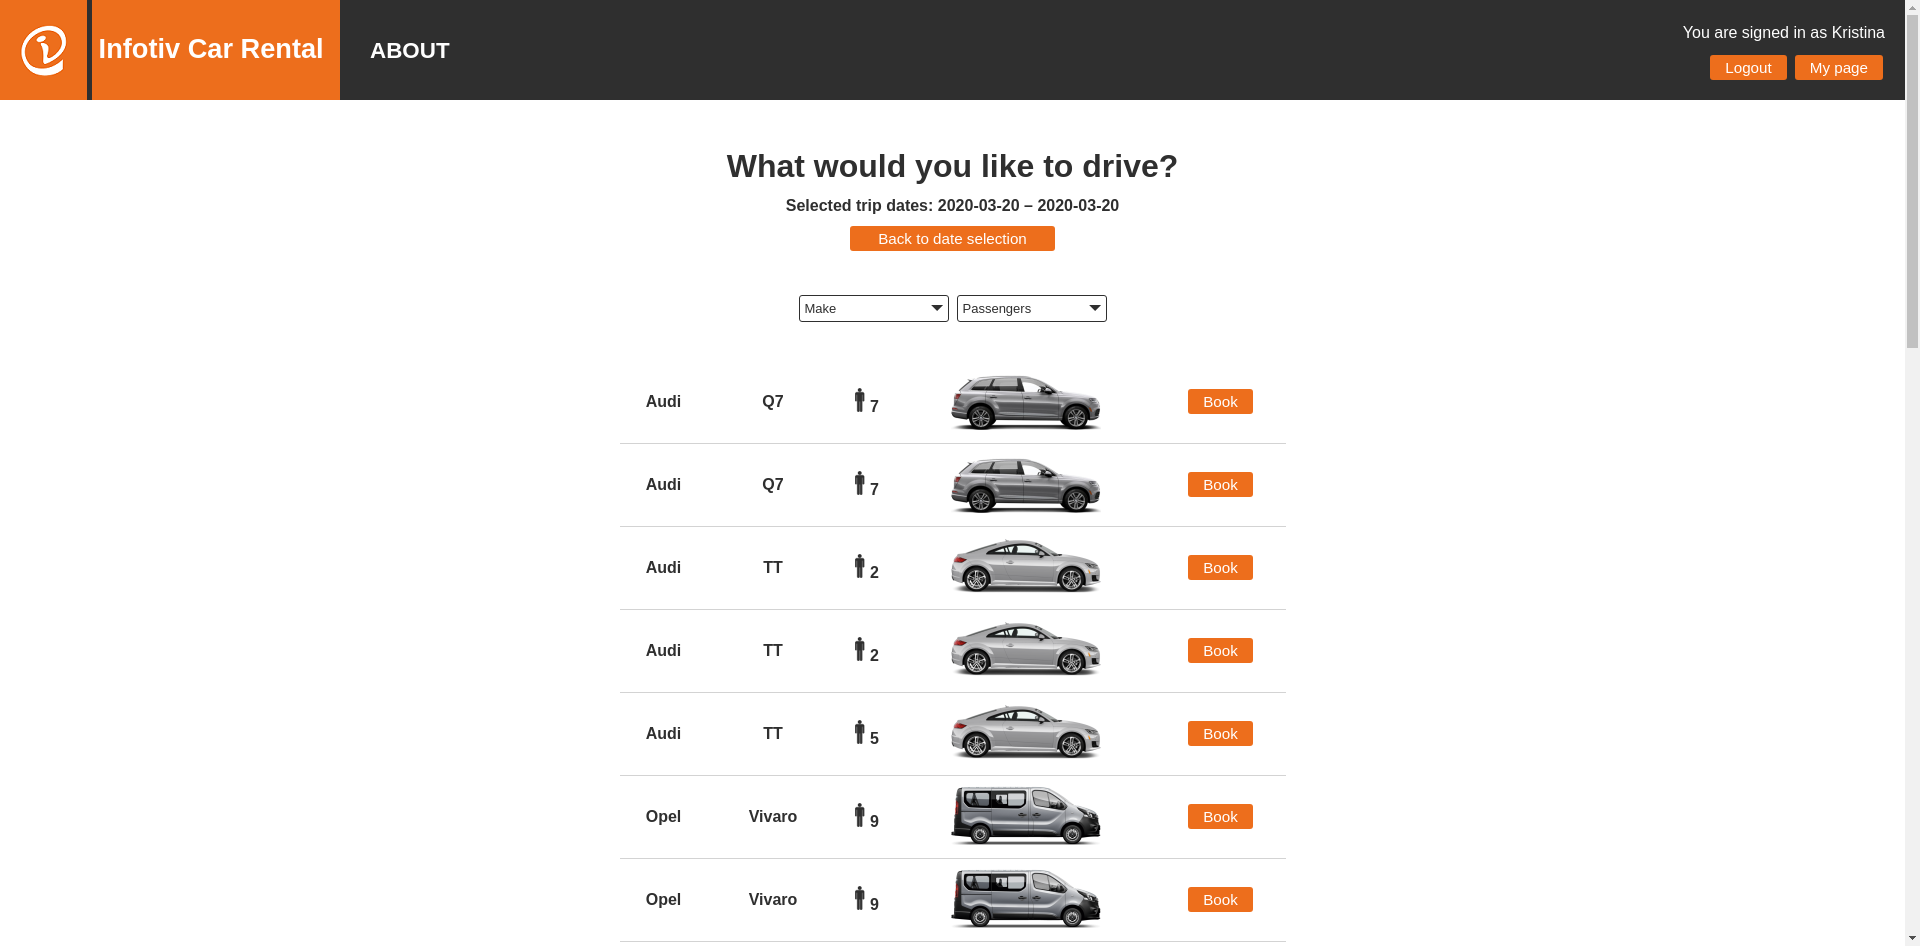 Infotiv Car Rental
ABOUT
You are signed in as Kristina
Logout My page
What would you like to drive?
Selected trip dates: 2020-03-20 – 2020-03-20
Back to date selection
Make Passengers
Audi Q7 7 Book
Audi Q7 7 Book
Audi TT 2 Book
Audi TT 2 Book
Audi TT 5 Book
Opel Vivaro 9 Book
Opel Vivaro 9 Book